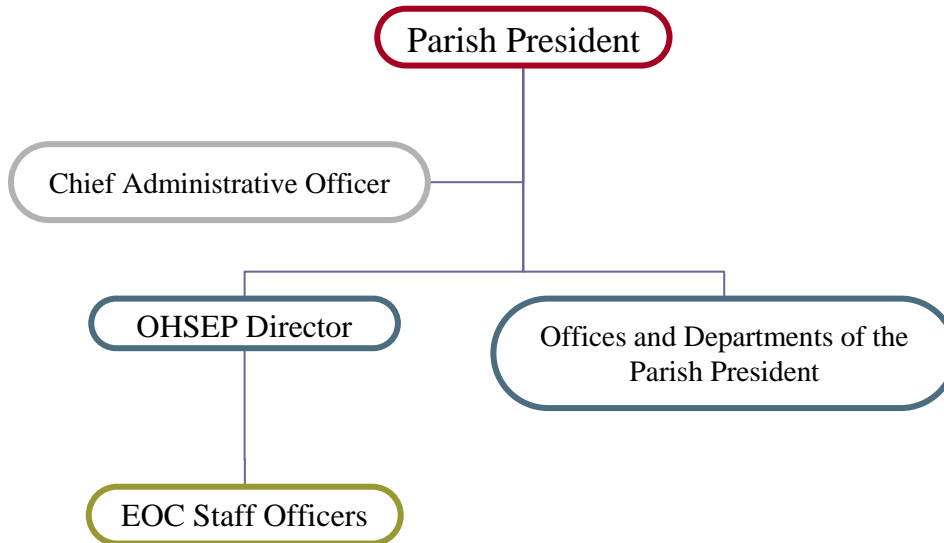 Parish President
Chief Administrative Officer
OHSEP Director
Offices and Departments of the
Parish President
EOC Staff Officers